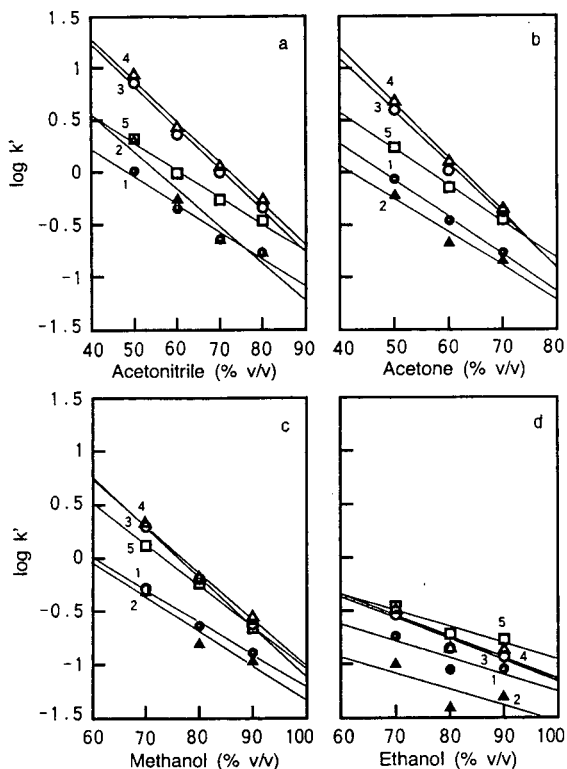 a
b
1.5
1
0.5
0
-0.5
-1
-1.5
log k'
4
3
5
2
1
4
3
5
1
2
40 50 60 70 80 90
Acetonitrile (% v/v)
40 50 60 70 80
Acetone (% v/v)
c
d
1.5
1
0.5
0
-0.5
-1
-1.5
log k'
4
3
5
1
2
5
4
3
1
2
60 70 80 90 100
Methanol (% v/v)
60 70 80 90 100
Ethanol (% v/v)